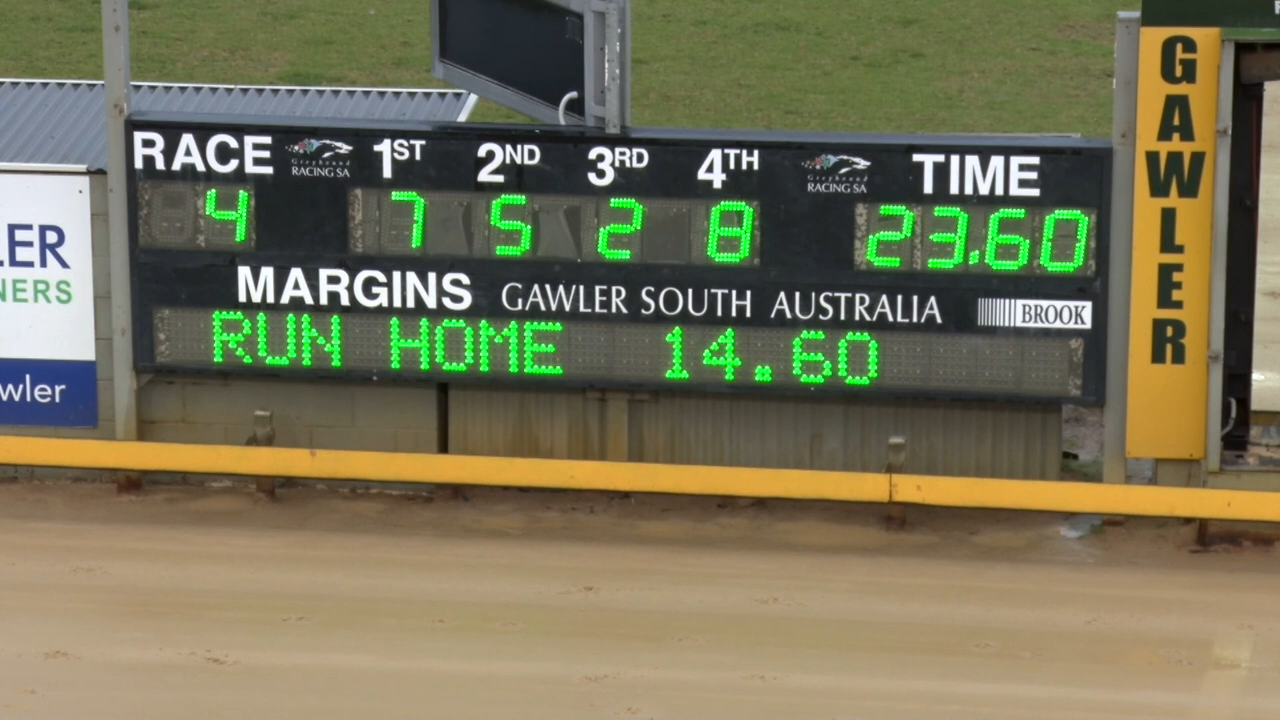 RACE Greyhound RACING SA 1ST 2ND 3RD 4TH Greyhound RACING SA TIME
4 7 5 2 8 23.60
MARGINS GAWLER SOUTH AUSTRALIA BROOK
RUN HOME 14.60
GAWLER
LER
NERS
wler